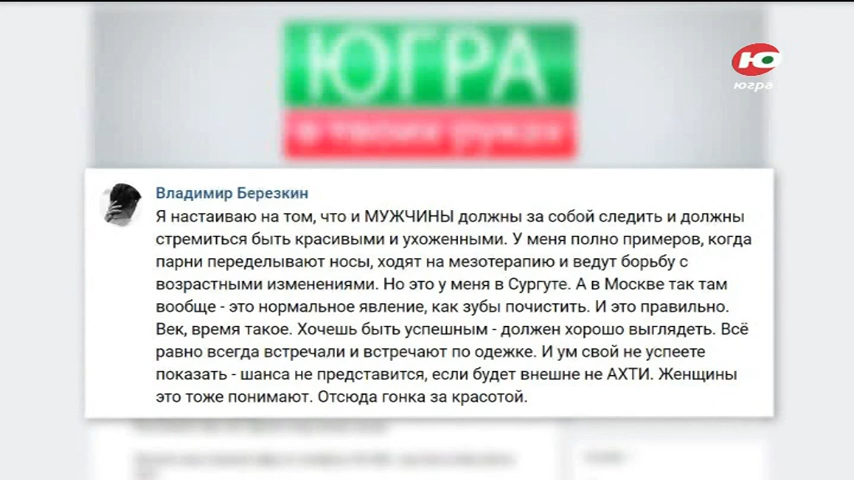 ЮГРА
в твоих руках
Ю
югра
Владимир Березкин
Я настаиваю на том, что и МУЖЧИНЫ должны за собой следить и должны
стремиться быть красивыми и ухоженными. У меня полно примеров, когда
парни переделывают носы, ходят на мезотерапию и ведут борьбу с
возрастными изменениями. Но это у меня в Сургуте. А в Москве так там
вообще - это нормальное явление, как зубы почистить. И это правильно.
Век, время такое. Хочешь быть успешным - должен хорошо выглядеть. Всё
равно всегда встречали и встречают по одежке. И ум свой не успеете
показать - шанса не представится, если будет внешне не АХТИ. Женщины
это тоже понимают. Отсюда гонка за красотой.